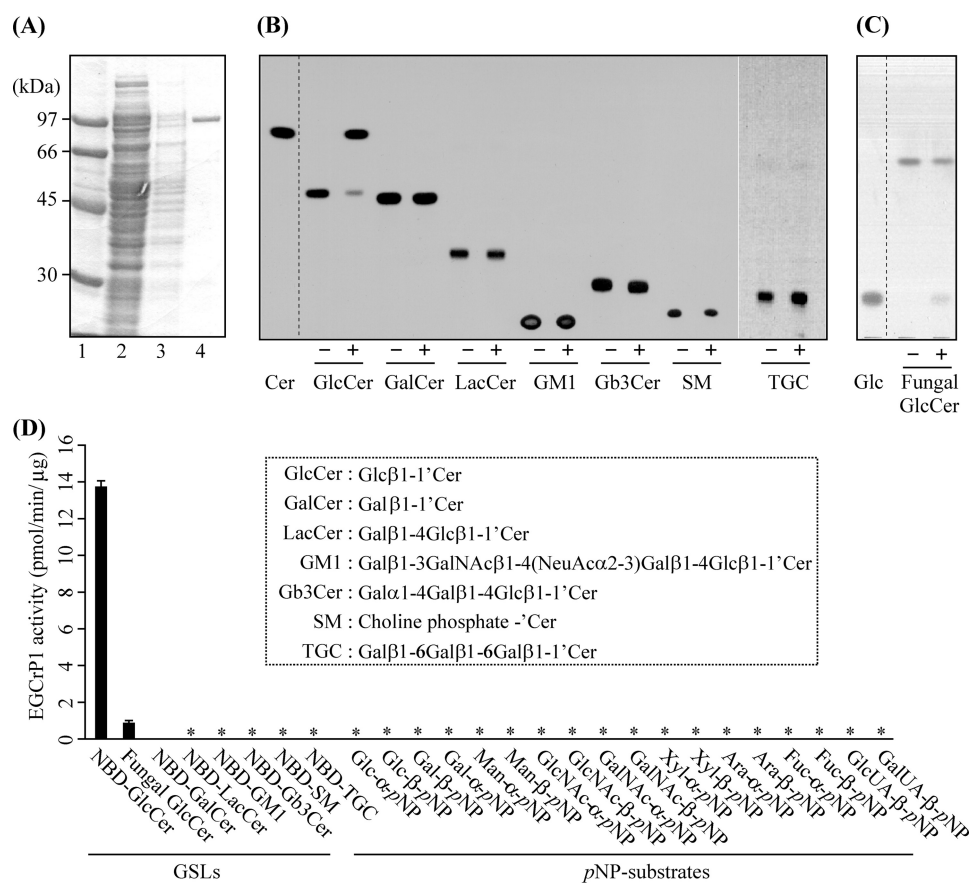 (A)
(kDa)
97
66
45
30
1 2 3 4
(B)
− + − + − + − + − + − + − +
Cer GlcCer GalCer LacCer GM1 Gb3Cer SM TGC
(C)
− +
Glc Fungal
GlcCer
(D)
EGCrP1 activity (pmol/min/μg)
16
14
12
10
8
6
4
2
0
GlcCer : Glcβ1-1’Cer
GalCer : Galβ1-1’Cer
LacCer : Galβ1-4Glcβ1-1’Cer
GM1 : Galβ1-3GalNAcβ1-4(NeuAcα2-3)Galβ1-4Glcβ1-1’Cer
Gb3Cer : Galα1-4Galβ1-4Glcβ1-1’Cer
SM : Choline phosphate -’Cer
TGC : Galβ1-6Galβ1-6Galβ1-1’Cer
* * * * * * * * * * * * * * * * * * * * * * *
NBD-GlcCer
Fungal GlcCer
NBD-GalCer
NBD-LacCer
NBD-GM1
NBD-Gb3Cer
NBD-SM
NBD-TGC
Glc-α-pNP
Glc-β-pNP
Gal-β-pNP
Gal-α-pNP
Man-α-pNP
Man-β-pNP
GlcNAc-α-pNP
GlcNAc-β-pNP
GalNAc-α-pNP
GalNAc-β-pNP
Xyl-α-pNP
Xyl-β-pNP
Ara-α-pNP
Ara-β-pNP
Fuc-α-pNP
Fuc-β-pNP
GlcUA-β-pNP
GalUA-β-pNP
GSLs
pNP-substrates